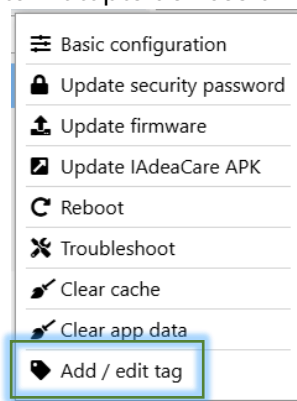 Basic configuration
Update security password
Update firmware
Update IAdeaCare APK
Reboot
Troubleshoot
Clear cache
Clear app data
Add / edit tag